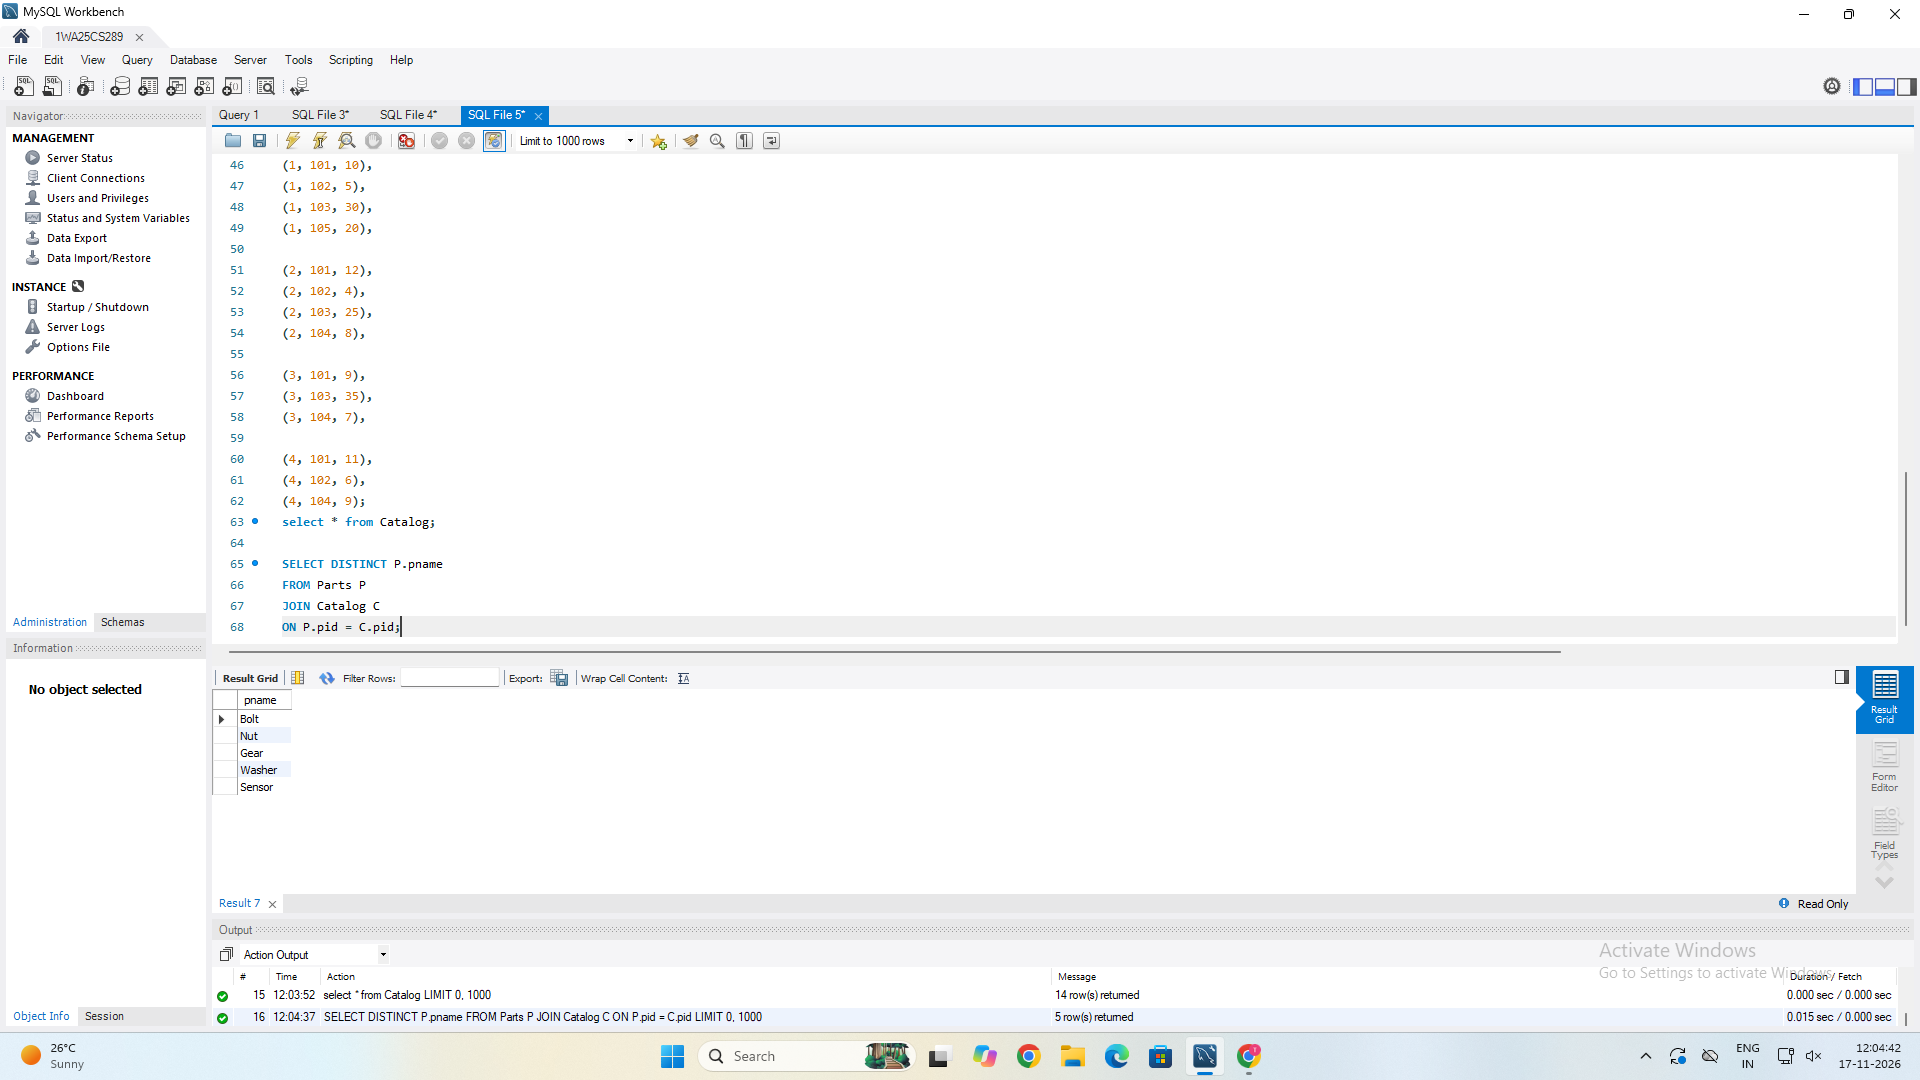 MySQL Workbench
1WA25CS289
File Edit View Query Database Server Tools Scripting Help
Navigator
MANAGEMENT
Server Status
Client Connections
Users and Privileges
Status and System Variables
Data Export
Data Import/Restore
INSTANCE
Startup / Shutdown
Server Logs
Options File
PERFORMANCE
Dashboard
Performance Reports
Performance Schema Setup
Administration Schemas
Information
No object selected
Object Info Session
Query 1 SQL File 3* SQL File 4* SQL File 5*
Limit to 1000 rows
46 (1, 101, 10),
47 (1, 102, 5),
48 (1, 103, 30),
49 (1, 105, 20),
50
51 (2, 101, 12),
52 (2, 102, 4),
53 (2, 103, 25),
54 (2, 104, 8),
55
56 (3, 101, 9),
57 (3, 103, 35),
58 (3, 104, 7),
59
60 (4, 101, 11),
61 (4, 102, 6),
62 (4, 104, 9);
63 select * from Catalog;
64
65 SELECT DISTINCT P.pname
66 FROM Parts P
67 JOIN Catalog C
68 ON P.pid = C.pid;
Result Grid Filter Rows: Export: Wrap Cell Content:
pname
Bolt
Nut
Gear
Washer
Sensor
Result Grid
Form Editor
Field Types
Result 7 Read Only
Output
Action Output
# Time Action Message Duration / Fetch
15 12:03:52 select * from Catalog LIMIT 0, 1000 14 row(s) returned 0.000 sec / 0.000 sec
16 12:04:37 SELECT DISTINCT P.pname FROM Parts P JOIN Catalog C ON P.pid = C.pid LIMIT 0, 1000 5 row(s) returned 0.015 sec / 0.000 sec
Activate Windows
Go to Settings to activate Windows.
26°C
Sunny
Search
ENG
IN
12:04:42
17-11-2026